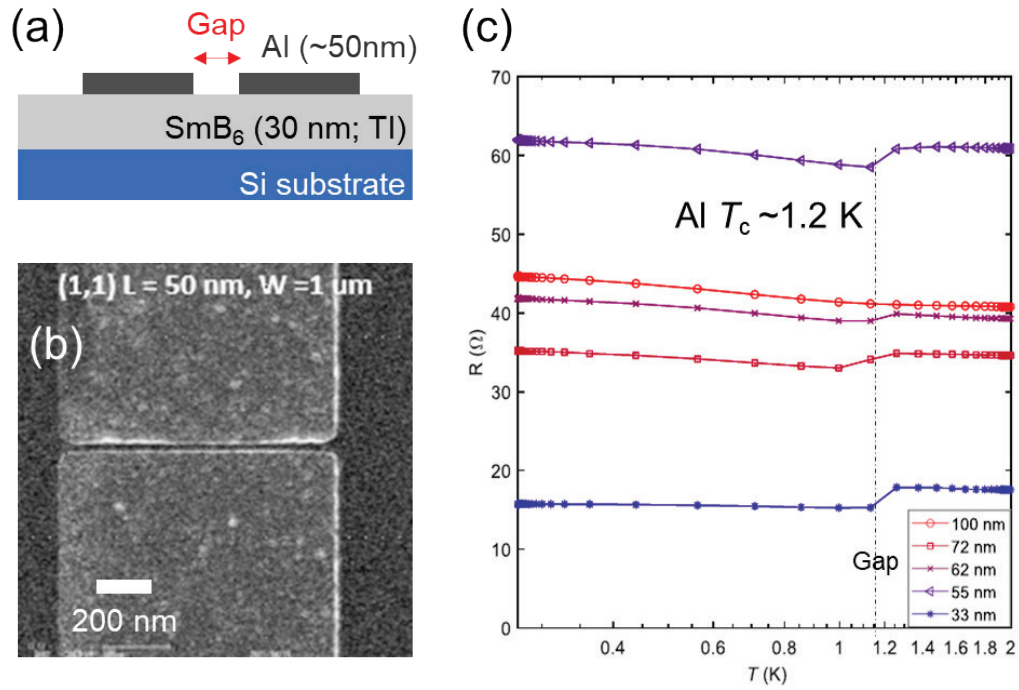 (a)
Gap
Al (~50nm)
SmB₆ (30 nm; TI)
Si substrate
(b)
(1,1) L = 50 nm, W =1 um
200 nm
(c)
70
60
50
40
30
20
10
0
R (Ω)
Al Tc ~1.2 K
Gap
100 nm
72 nm
62 nm
55 nm
33 nm
0.4 0.6 0.8 1 1.2 1.4 1.6 1.8 2
T (K)